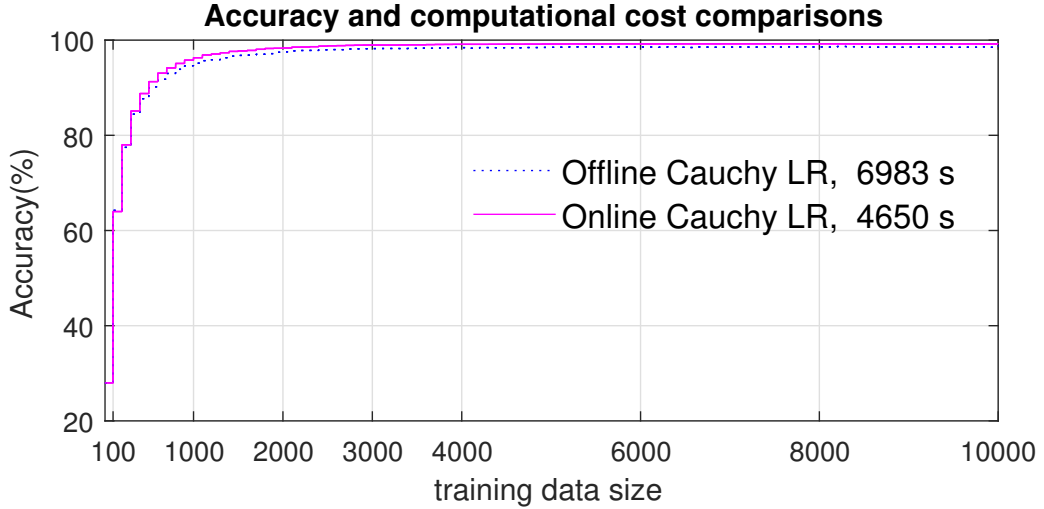 Accuracy and computational cost comparisons
Accuracy(%)
100
80
60
40
20
Offline Cauchy LR, 6983 s
Online Cauchy LR, 4650 s
100 1000 2000 3000 4000 6000 8000 10000
training data size